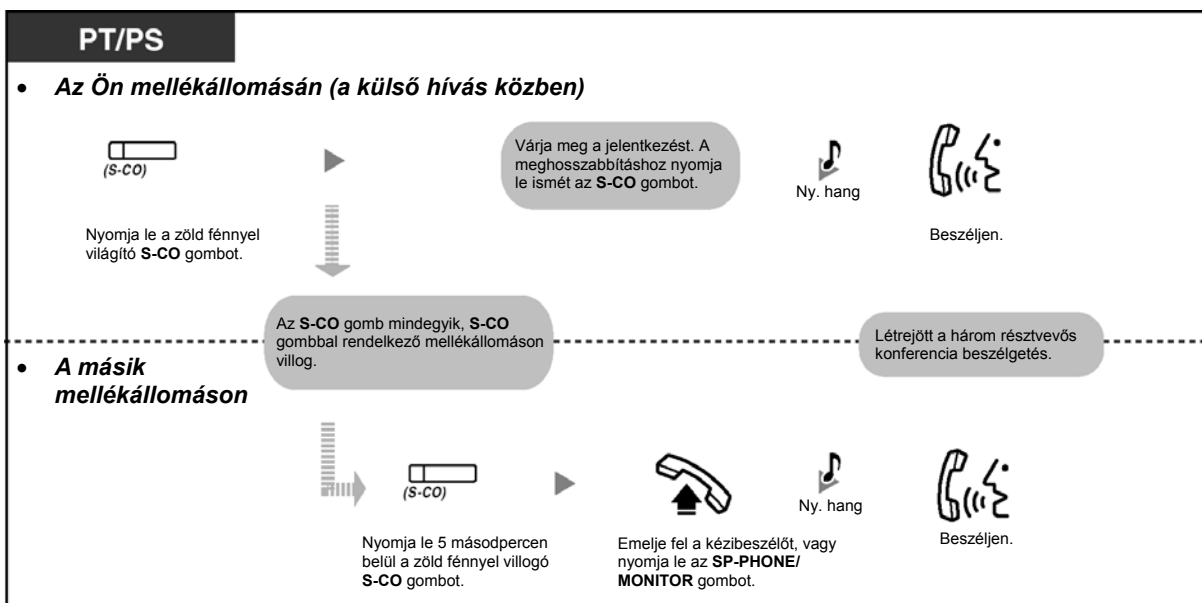 PT/PS
• Az Ön mellékállomásán (a külső hívás közben)
(S-CO)
Nyomja le a zöld fénnyel
világító S-CO gombot.
Várja meg a jelentkezést. A
meghosszabbításhoz nyomja
le ismét az S-CO gombot.
Ny. hang
Beszéljen.
Az S-CO gomb mindegyik, S-CO
gombbal rendelkező mellékállomáson
villog.
Létrejött a három résztvevős
konferencia beszélgetés.
• A másik
mellékállomáson
(S-CO)
Nyomja le 5 másodpercen
belül a zöld fénnyel villogó
S-CO gombot.
Emelje fel a kézibeszélőt, vagy
nyomja le az SP-PHONE/
MONITOR gombot.
Ny. hang
Beszéljen.